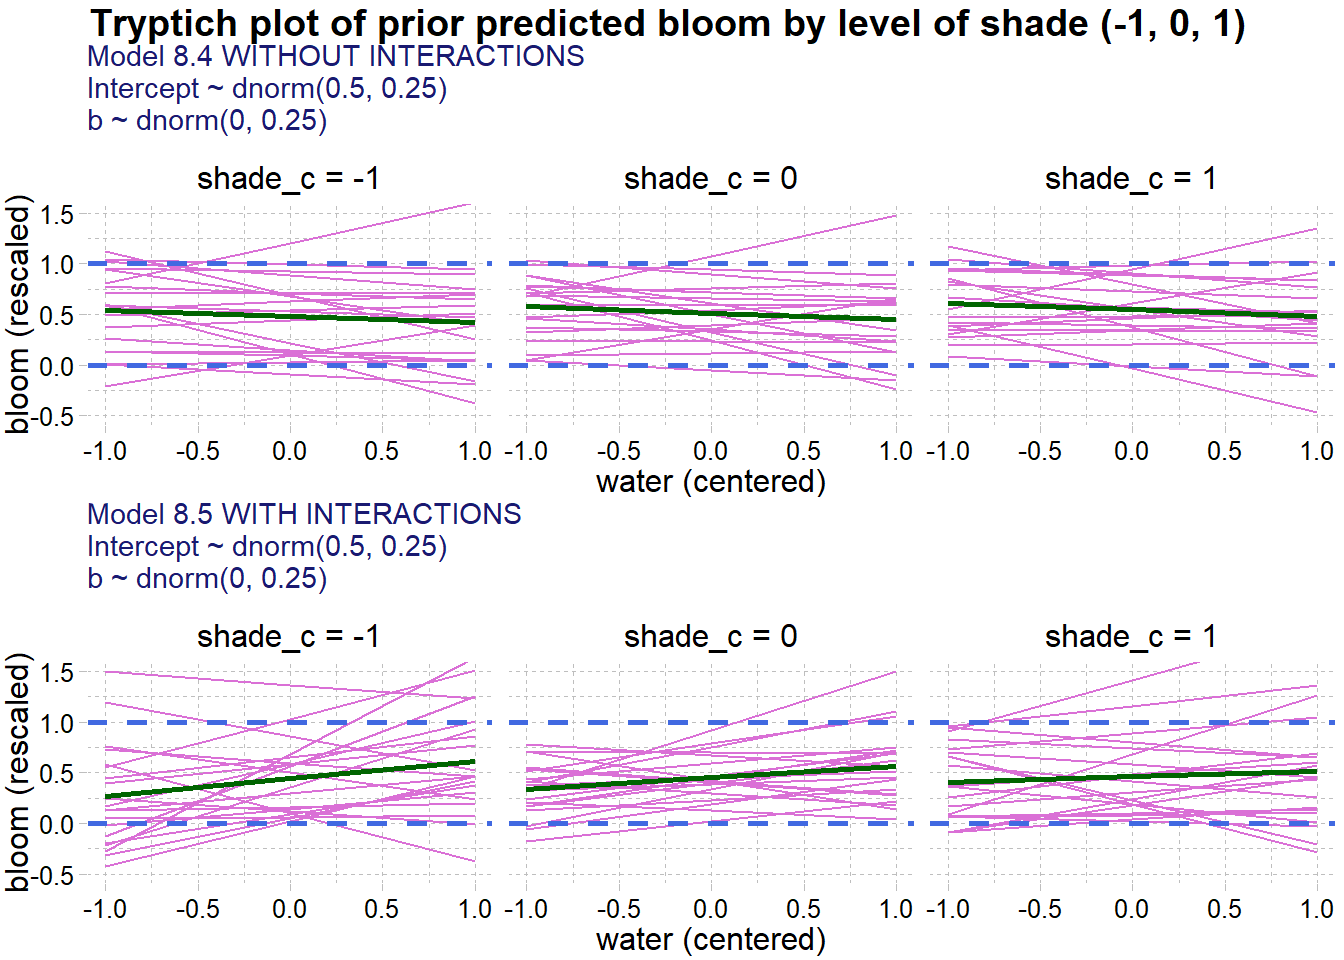 Tryptich plot of prior predicted bloom by level of shade (-1, 0, 1)
Model 8.4 WITHOUT INTERACTIONS
Intercept ~ dnorm(0.5, 0.25)
b ~ dnorm(0, 0.25)
shade_c = -1 shade_c = 0 shade_c = 1
bloom (rescaled)
1.5
1.0
0.5
0.0
-0.5
-1.0 -0.5 0.0 0.5 1.0 -1.0 -0.5 0.0 0.5 1.0 -1.0 -0.5 0.0 0.5 1.0
water (centered)
Model 8.5 WITH INTERACTIONS
Intercept ~ dnorm(0.5, 0.25)
b ~ dnorm(0, 0.25)
shade_c = -1 shade_c = 0 shade_c = 1
bloom (rescaled)
1.5
1.0
0.5
0.0
-0.5
-1.0 -0.5 0.0 0.5 1.0 -1.0 -0.5 0.0 0.5 1.0 -1.0 -0.5 0.0 0.5 1.0
water (centered)